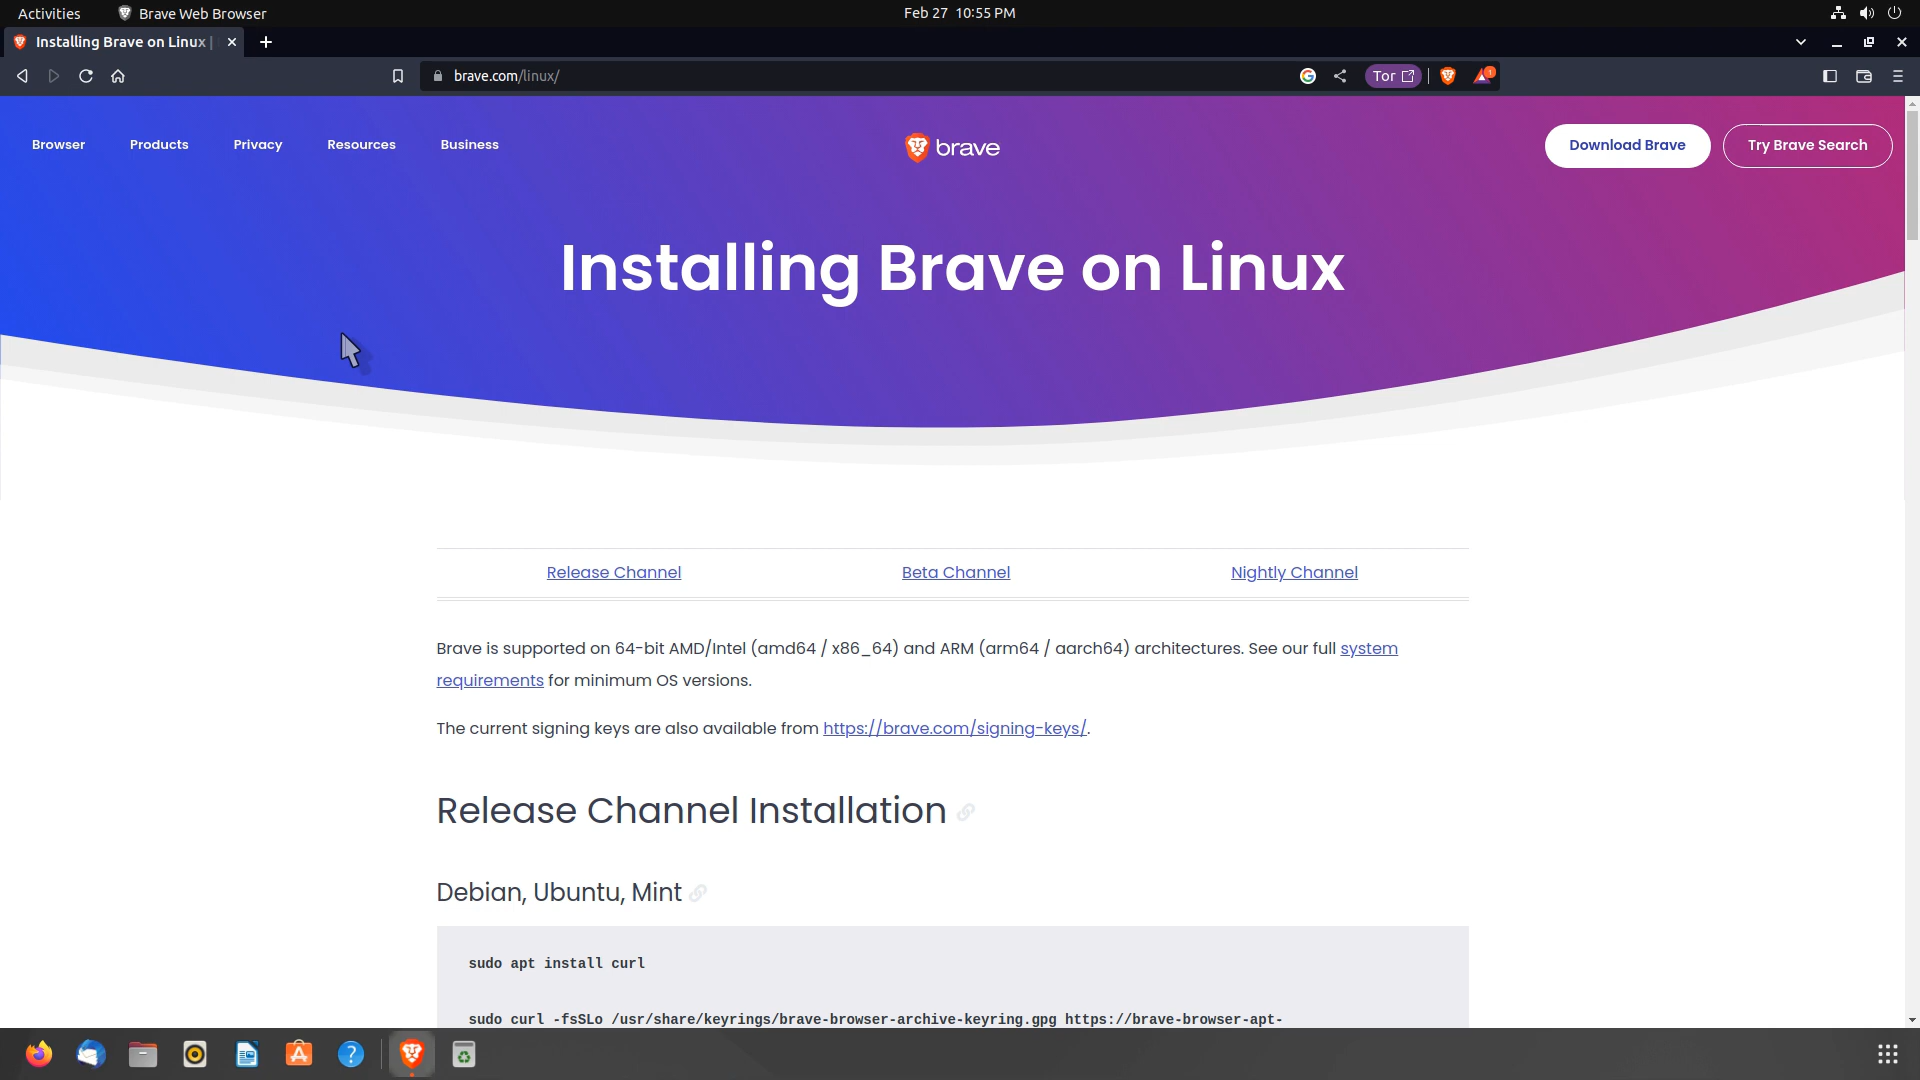 Activities Brave Web Browser Feb 27 10:55 PM
Installing Brave on Linux |
brave.com/linux/ Tor 1
Browser Products Privacy Resources Business brave Download Brave Try Brave Search
Installing Brave on Linux
Release Channel Beta Channel Nightly Channel
Brave is supported on 64-bit AMD/Intel (amd64 / x86_64) and ARM (arm64 / aarch64) architectures. See our full system
requirements for minimum OS versions.
The current signing keys are also available from https://brave.com/signing-keys/.
Release Channel Installation
Debian, Ubuntu, Mint
sudo apt install curl
sudo curl -fsSLo /usr/share/keyrings/brave-browser-archive-keyring.gpg https://brave-browser-apt-